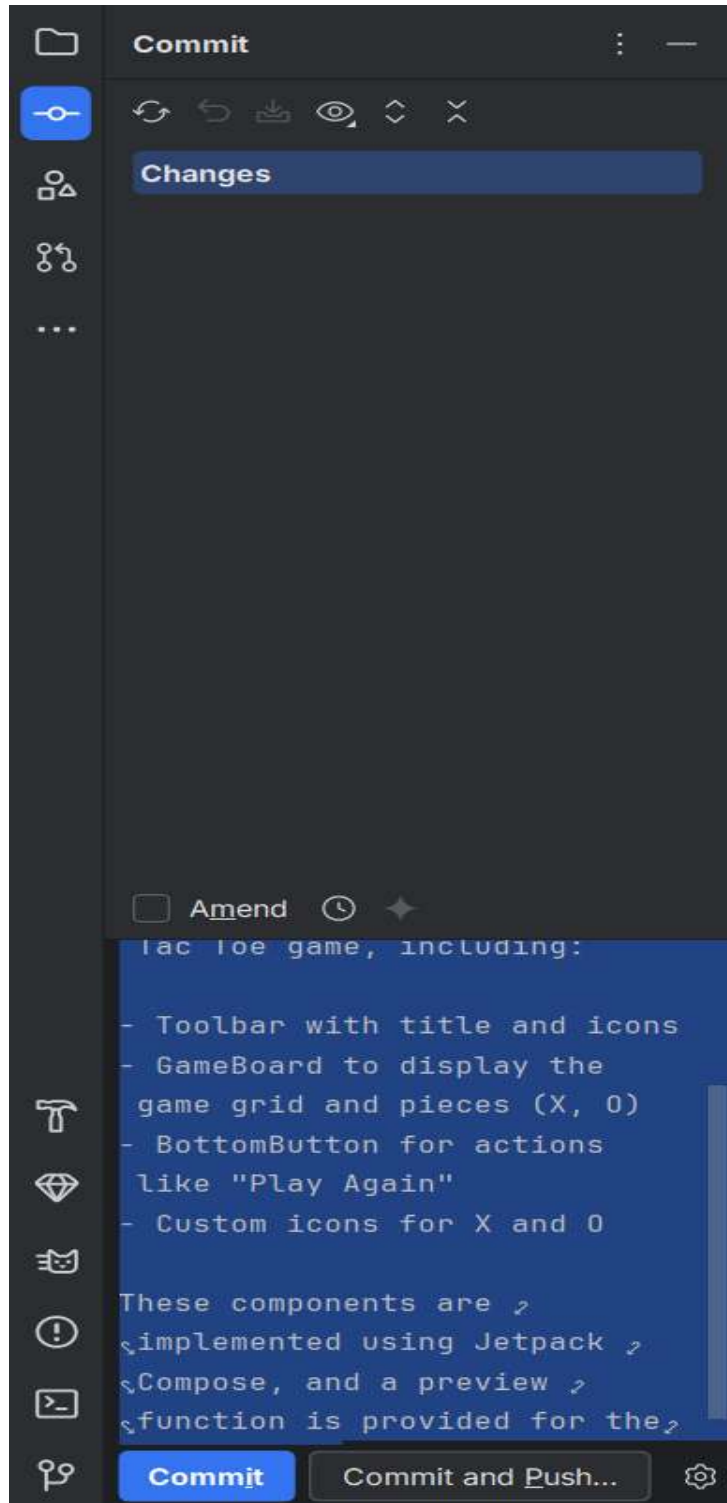 Commit
Changes
Amend
Tac Toe game, including:
- Toolbar with title and icons
- GameBoard to display the
game grid and pieces (X, O)
- BottomButton for actions
like "Play Again"
- Custom icons for X and O
These components are
implemented using Jetpack
Compose, and a preview
function is provided for the
Commit
Commit and Push...